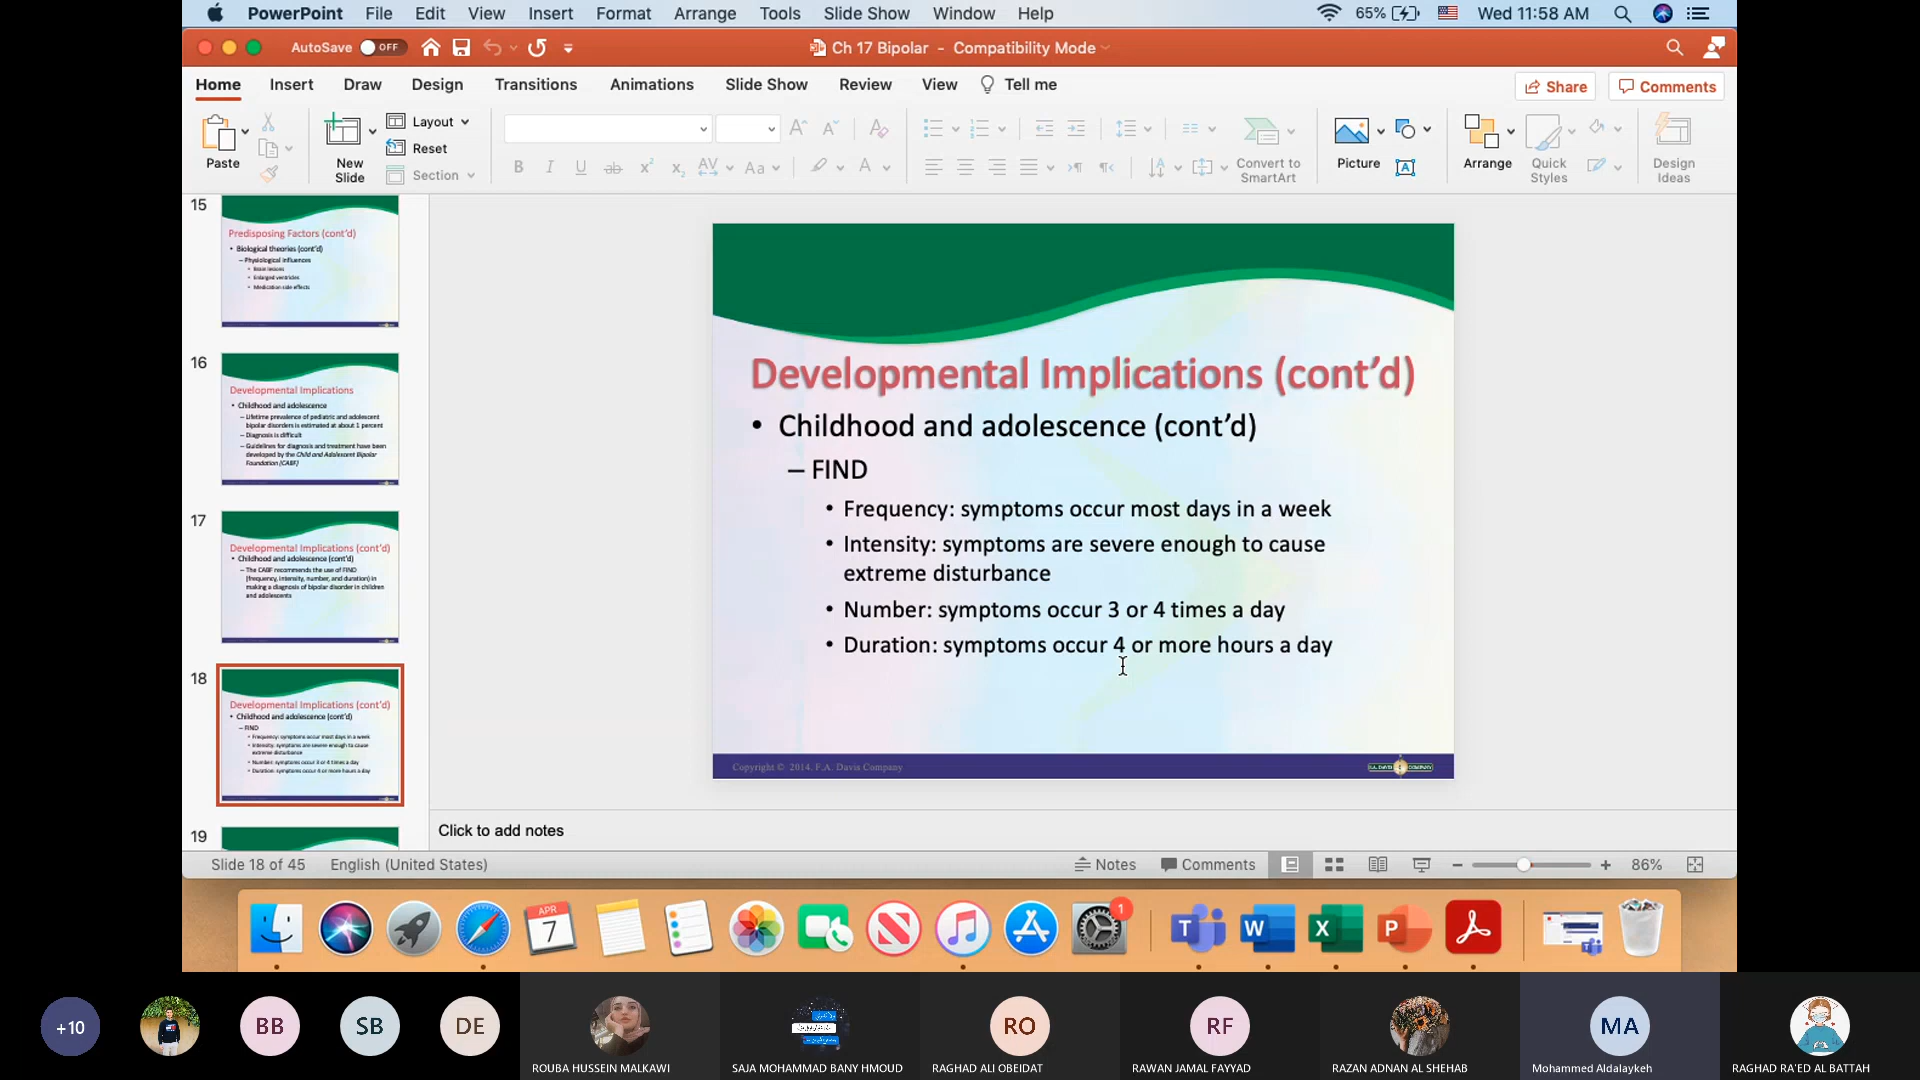 PowerPoint File Edit View Insert Format Arrange Tools Slide Show Window Help 65% Wed 11:58 AM
AutoSave OFF Ch 17 Bipolar - Compatibility Mode
Home Insert Draw Design Transitions Animations Slide Show Review View Tell me Share Comments
Paste
New Slide
Layout
Reset
Section
Convert to SmartArt
Picture
Arrange
Quick Styles
Design Ideas
15
Predisposing Factors (cont'd)
• Biological theories (cont'd)
– Physiological influences
• Brain lesions
• Enlarged ventricles
• Medication side effects
16
Developmental Implications
• Childhood and adolescence
– Lifetime prevalence of pediatric and adolescent
bipolar disorders is estimated at about 1 percent
– Diagnosis is difficult
– Guidelines for diagnosis and treatment have been
developed by the Child and Adolescent Bipolar
Foundation (CABF)
17
Developmental Implications (cont'd)
• Childhood and adolescence (cont'd)
– The CABF recommends the use of FIND
(frequency, intensity, number, and duration) in
making a diagnosis of bipolar disorder in children
and adolescents
18
Developmental Implications (cont'd)
• Childhood and adolescence (cont'd)
– FIND
• Frequency: symptoms occur most days in a week
• Intensity: symptoms are severe enough to cause
extreme disturbance
• Number: symptoms occur 3 or 4 times a day
• Duration: symptoms occur 4 or more hours a day
19
Developmental Implications (cont'd)
• Childhood and adolescence (cont'd)
– FIND
• Frequency: symptoms occur most days in a week
• Intensity: symptoms are severe enough to cause
extreme disturbance
• Number: symptoms occur 3 or 4 times a day
• Duration: symptoms occur 4 or more hours a day
Copyright © 2014. F.A. Davis Company
F.A. DAVIS COMPANY
Click to add notes
Slide 18 of 45 English (United States) Notes Comments 86%
APR
7
1
+10
BB
SB
DE
ROUBA HUSSEIN MALKAWI
SAJA MOHAMMAD BANY HMOUD
RO
RAGHAD ALI OBEIDAT
RF
RAWAN JAMAL FAYYAD
RAZAN ADNAN AL SHEHAB
MA
Mohammed Aldalaykeh
RAGHAD RA'ED AL BATTAH